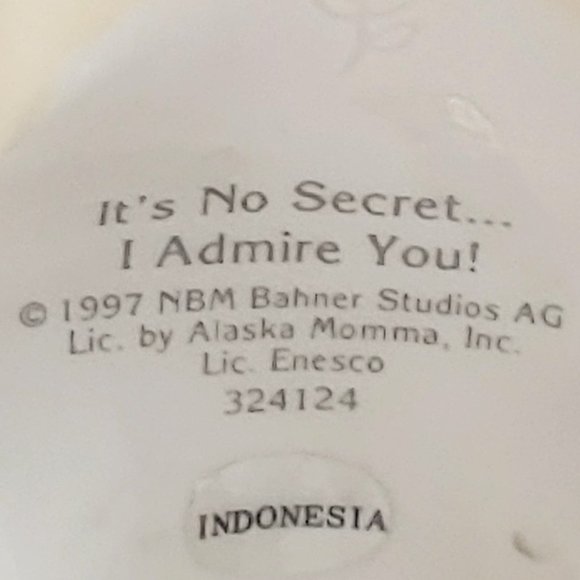 It's No Secret...
I Admire You!
© 1997 NBM Bahner Studios AG
Lic. by Alaska Momma, Inc.
Lic. Enesco
324124
INDONESIA